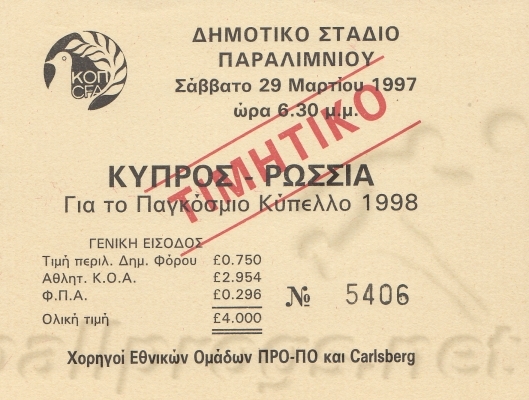 ΔΗΜΟΤΙΚΟ ΣΤΑΔΙΟ
ΠΑΡΑΛΙΜΝΙΟΥ
Σάββατο 29 Μαρτίου 1997
ώρα 6.30 μ.μ.
ΚΟΠ
CFA
ΤΙΜΗΤΙΚΟ
ΚΥΠΡΟΣ - ΡΩΣΣΙΑ
Για το Παγκόσμιο Κύπελλο 1998
ΓΕΝΙΚΗ ΕΙΣΟΔΟΣ
Τιμή περιλ. Δημ. Φόρου £0.750
Αθλητ. Κ.Ο.Α. £2.954
Φ.Π.Α. £0.296
№ 5406
Ολική τιμή £4.000
Χορηγοί Εθνικών Ομάδων ΠΡΟ-ΠΟ και Carlsberg